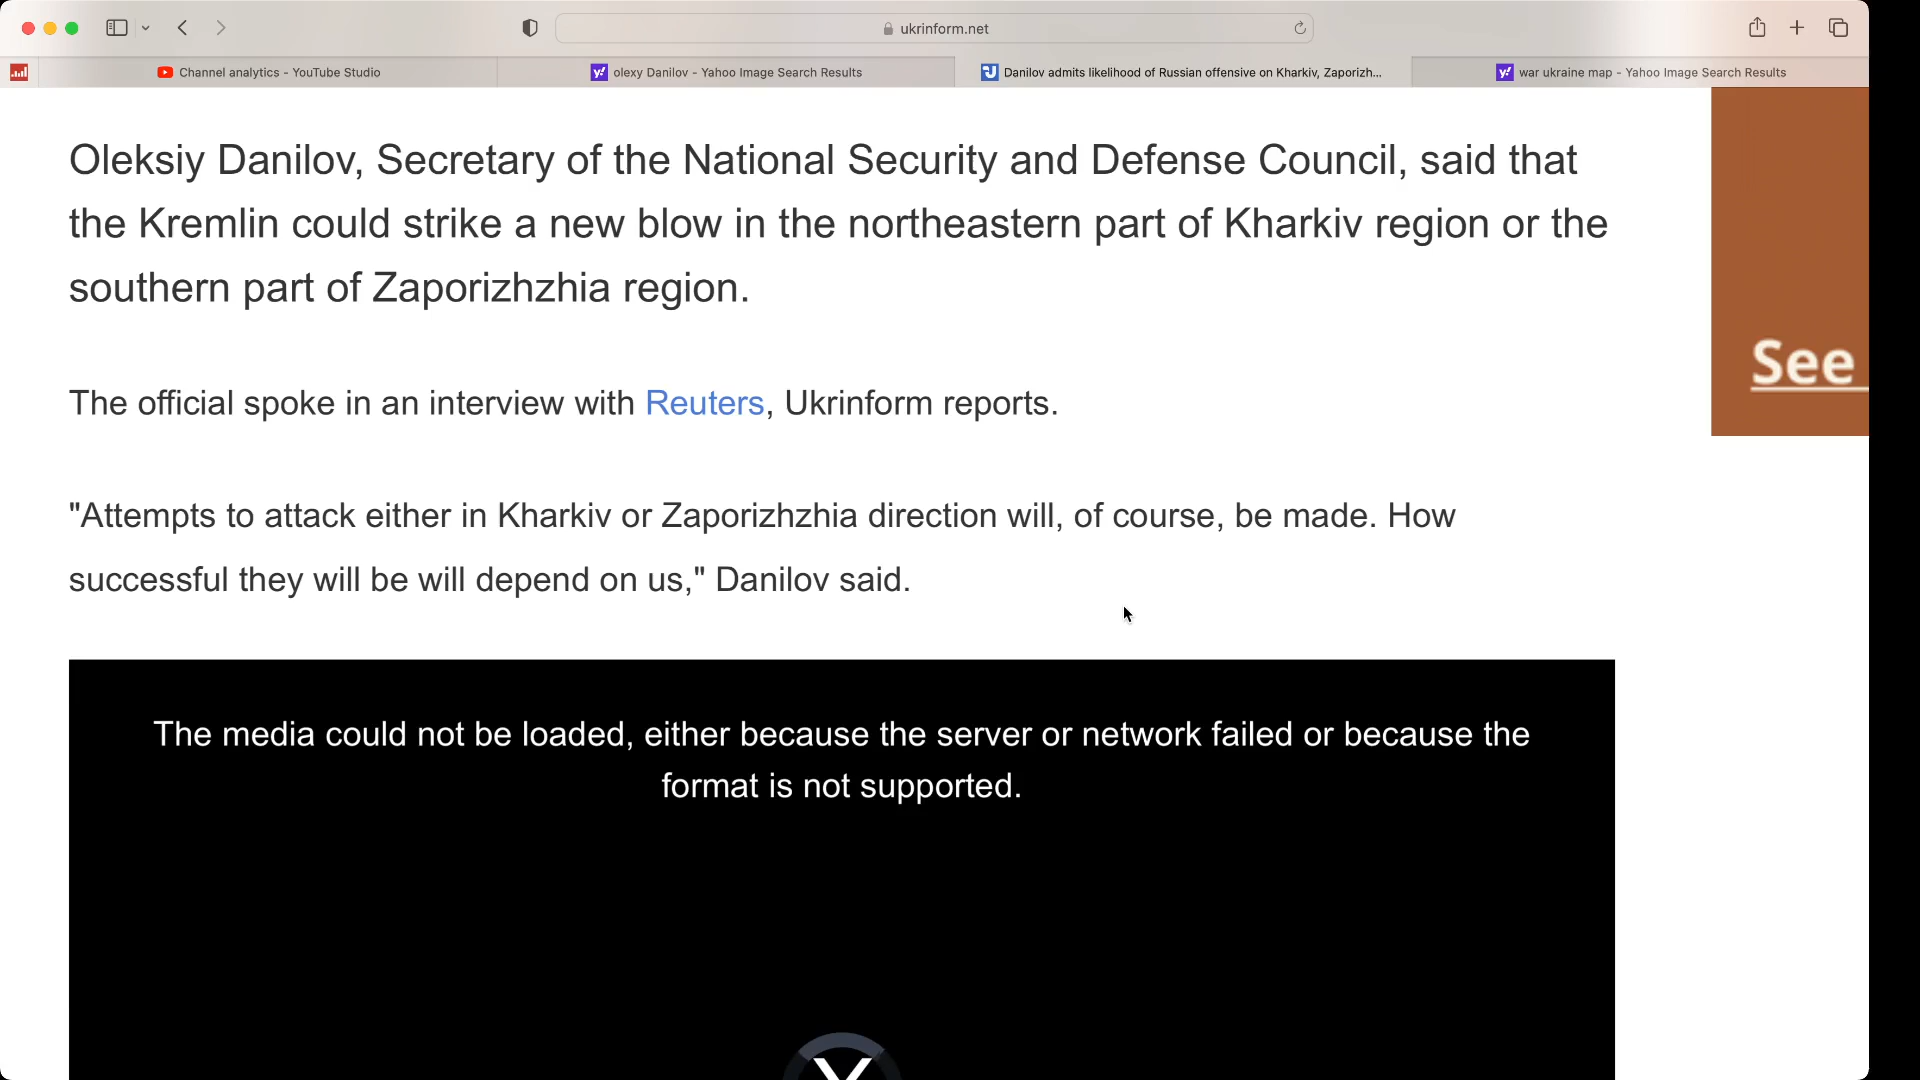 ukrinform.net
Channel analytics - YouTube Studio
olexy Danilov - Yahoo Image Search Results
Danilov admits likelihood of Russian offensive on Kharkiv, Zaporizh...
war ukraine map - Yahoo Image Search Results
Oleksiy Danilov, Secretary of the National Security and Defense Council, said that
the Kremlin could strike a new blow in the northeastern part of Kharkiv region or the
southern part of Zaporizhzhia region.
See
The official spoke in an interview with Reuters, Ukrinform reports.
"Attempts to attack either in Kharkiv or Zaporizhzhia direction will, of course, be made. How
successful they will be will depend on us," Danilov said.
The media could not be loaded, either because the server or network failed or because the
format is not supported.